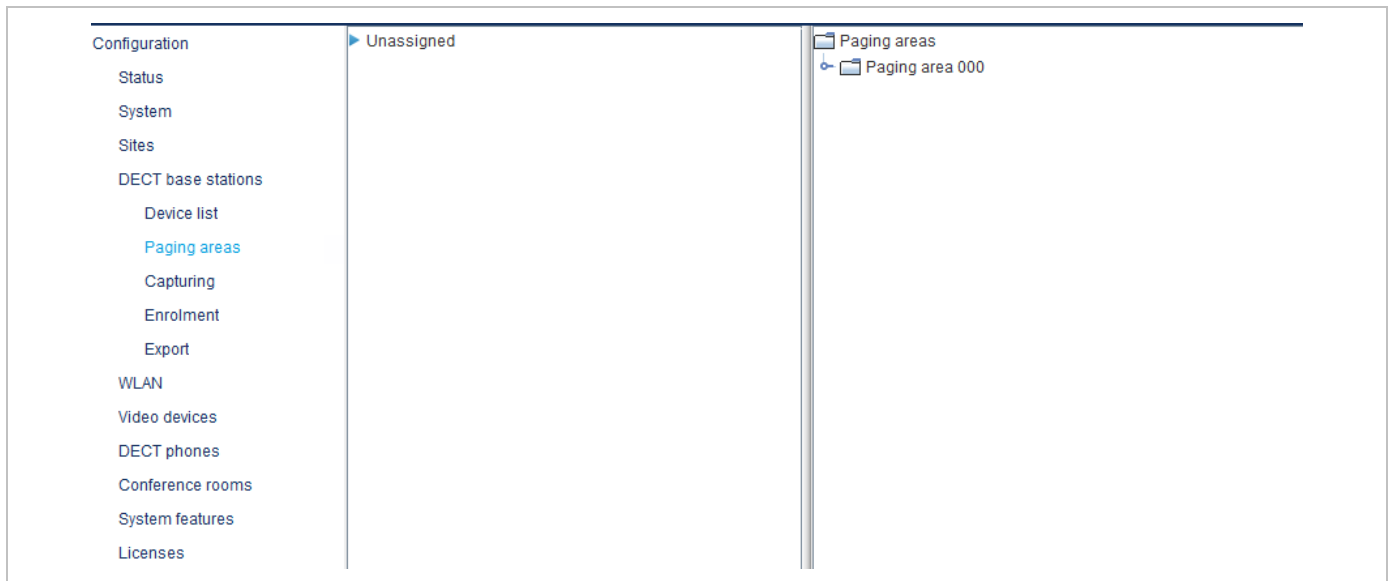 Configuration
Status
System
Sites
DECT base stations
Device list
Paging areas
Capturing
Enrolment
Export
WLAN
Video devices
DECT phones
Conference rooms
System features
Licenses
Unassigned
Paging areas
Paging area 000